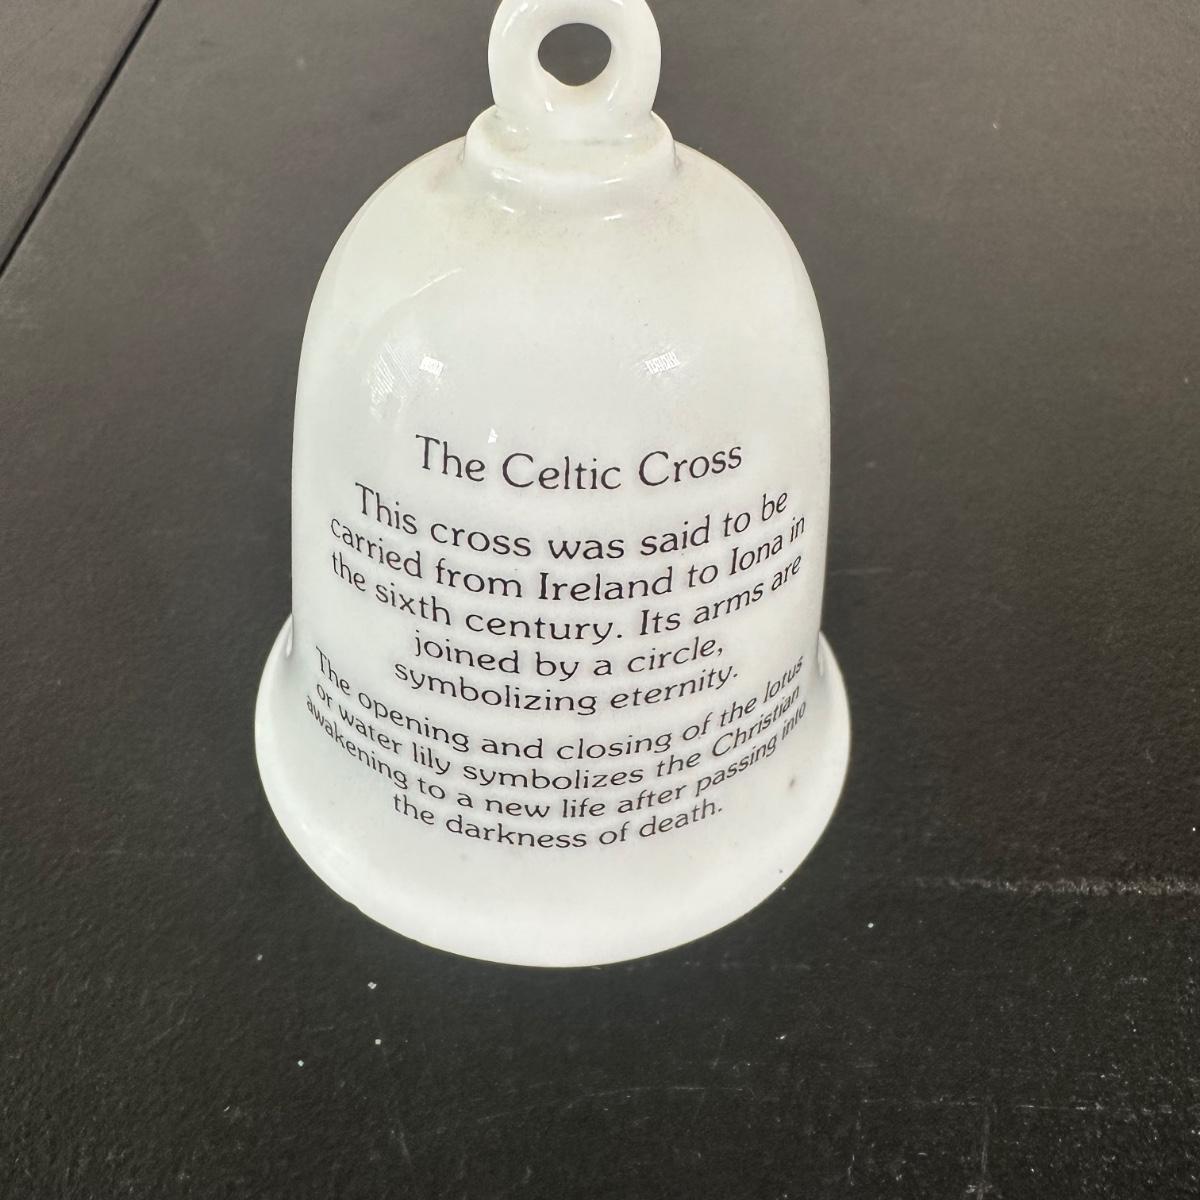 The Celtic Cross
This cross was said to be
carried from Ireland to Iona in
the sixth century. Its arms are
joined by a circle,
symbolizing eternity.
The opening and closing of the lotus
or water lily symbolizes the Christian
awakening to a new life after passing into
the darkness of death.